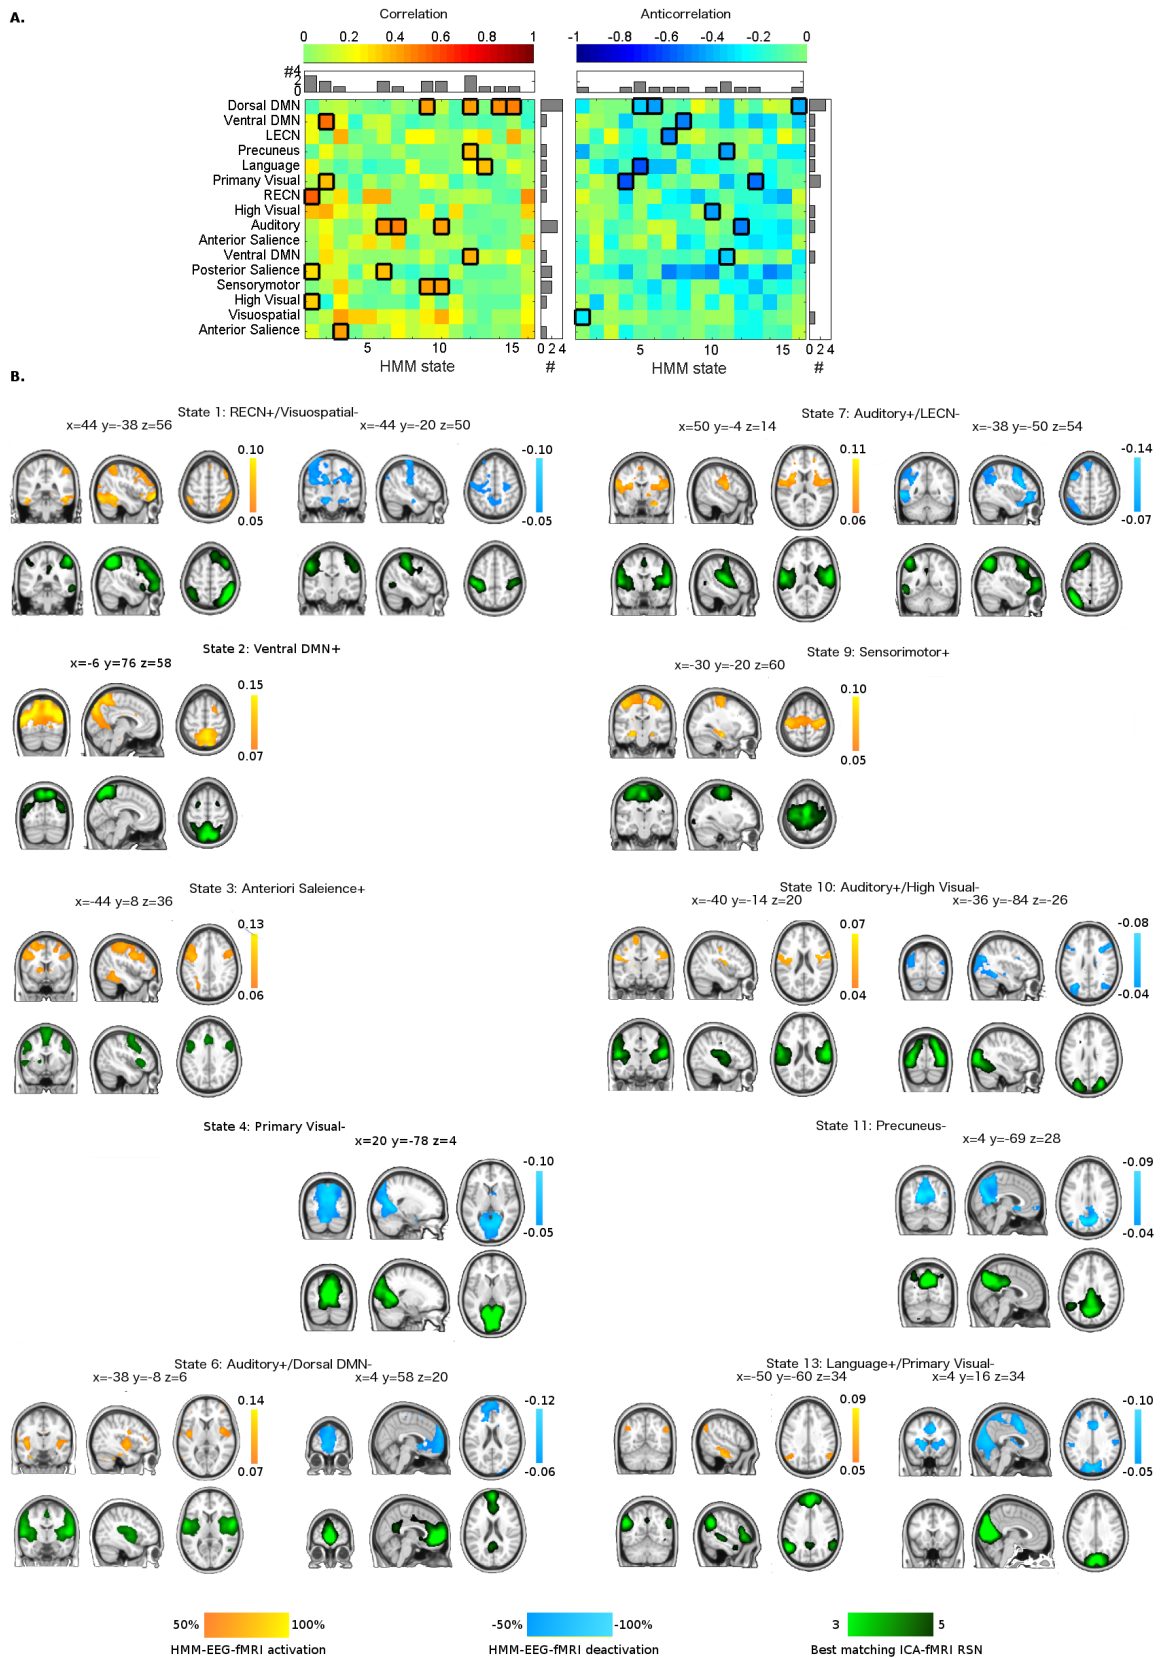 A.
Correlation
Anticorrelation
0 0.2 0.4 0.6 0.8 1
-1 -0.8 -0.6 -0.4 -0.2 0
#4
2
0
Dorsal DMN
Ventral DMN
LECN
Precuneus
Language
Primany Visual
RECN
High Visual
Auditory
Anterior Salience
Ventral DMN
Posterior Salience
Sensorymotor
High Visual
Visuospatial
Anterior Salience
5 10 15 0 2 4
5 10 15 0 2 4
HMM state #
HMM state #
B.
State 1: RECN+/Visuospatial-
x=44 y=-38 z=56
x=-44 y=-20 z=50
0.10
0.05
-0.10
-0.05
State 7: Auditory+/LECN-
x=50 y=-4 z=14
x=-38 y=-50 z=54
0.11
0.06
-0.14
-0.07
State 2: Ventral DMN+
x=-6 y=76 z=58
0.15
0.07
State 9: Sensorimotor+
x=-30 y=-20 z=60
0.10
0.05
State 3: Anteriori Saleience+
x=-44 y=8 z=36
0.13
0.06
State 10: Auditory+/High Visual-
x=-40 y=-14 z=20
x=-36 y=-84 z=-26
0.07
0.04
-0.08
-0.04
State 4: Primary Visual-
x=20 y=-78 z=4
-0.10
-0.05
State 11: Precuneus-
x=4 y=-69 z=28
-0.09
-0.04
State 6: Auditory+/Dorsal DMN-
x=-38 y=-8 z=6
x=4 y=58 z=20
0.14
0.07
-0.12
-0.06
State 13: Language+/Primary Visual-
x=-50 y=-60 z=34
x=4 y=16 z=34
0.09
0.05
-0.10
-0.05
50% 100%
HMM-EEG-fMRI activation
-50% -100%
HMM-EEG-fMRI deactivation
3 5
Best matching ICA-fMRI RSN